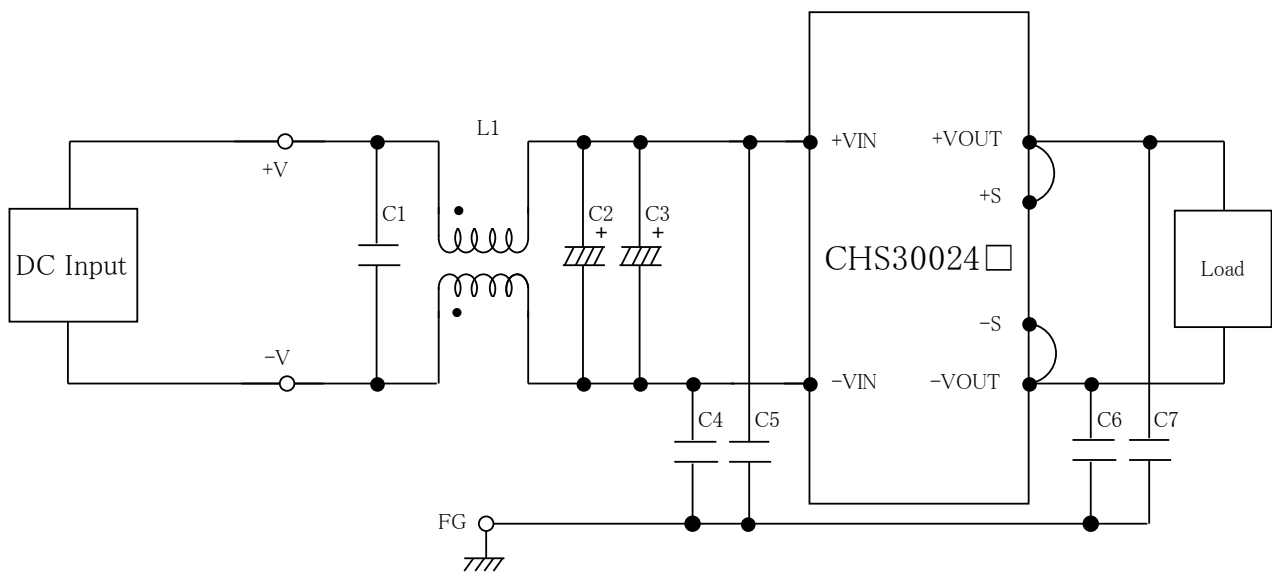 L1
+VIN
+VOUT
+V
+S
C1
C2
+
C3
+
DC Input
CHS30024□
Load
-S
-V
-VIN
-VOUT
C4
C5
C6
C7
FG